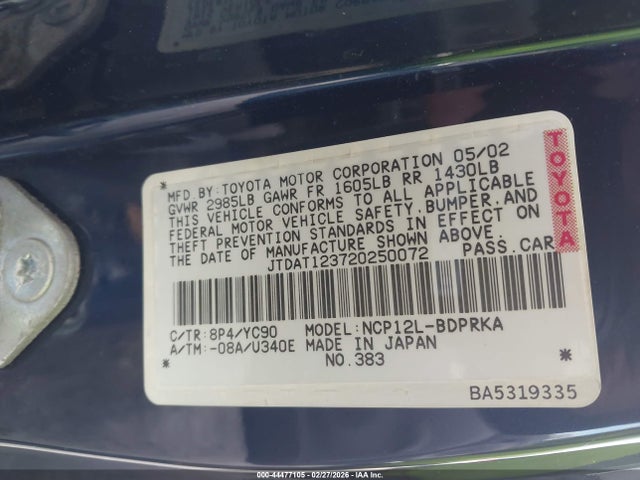 MFD.BY:TOYOTA MOTOR CORPORATION 05/02
GVWR 2985LB GAWR FR 1605LB RR 1430LB
THIS VEHICLE CONFORMS TO ALL APPLICABLE
FEDERAL MOTOR VEHICLE SAFETY,BUMPER,AND
THEFT PREVENTION STANDARDS IN EFFECT ON
THE DATE OF MANUFACTURE SHOWN ABOVE.
JTDAT123720250072 PASS.CAR
TOYOTA
C/TR:8P4/YC90 MODEL:NCP12L-BDPRKA
A/TM:-08A/U340E MADE IN JAPAN
NO.383
BA5319335
000-44477105 - 02/27/2026 - IAAI.COM